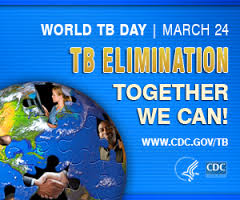 WORLD TB DAY | MARCH 24
TB ELIMINATION
TOGETHER
WE CAN!
WWW.CDC.GOV/TB
CDC